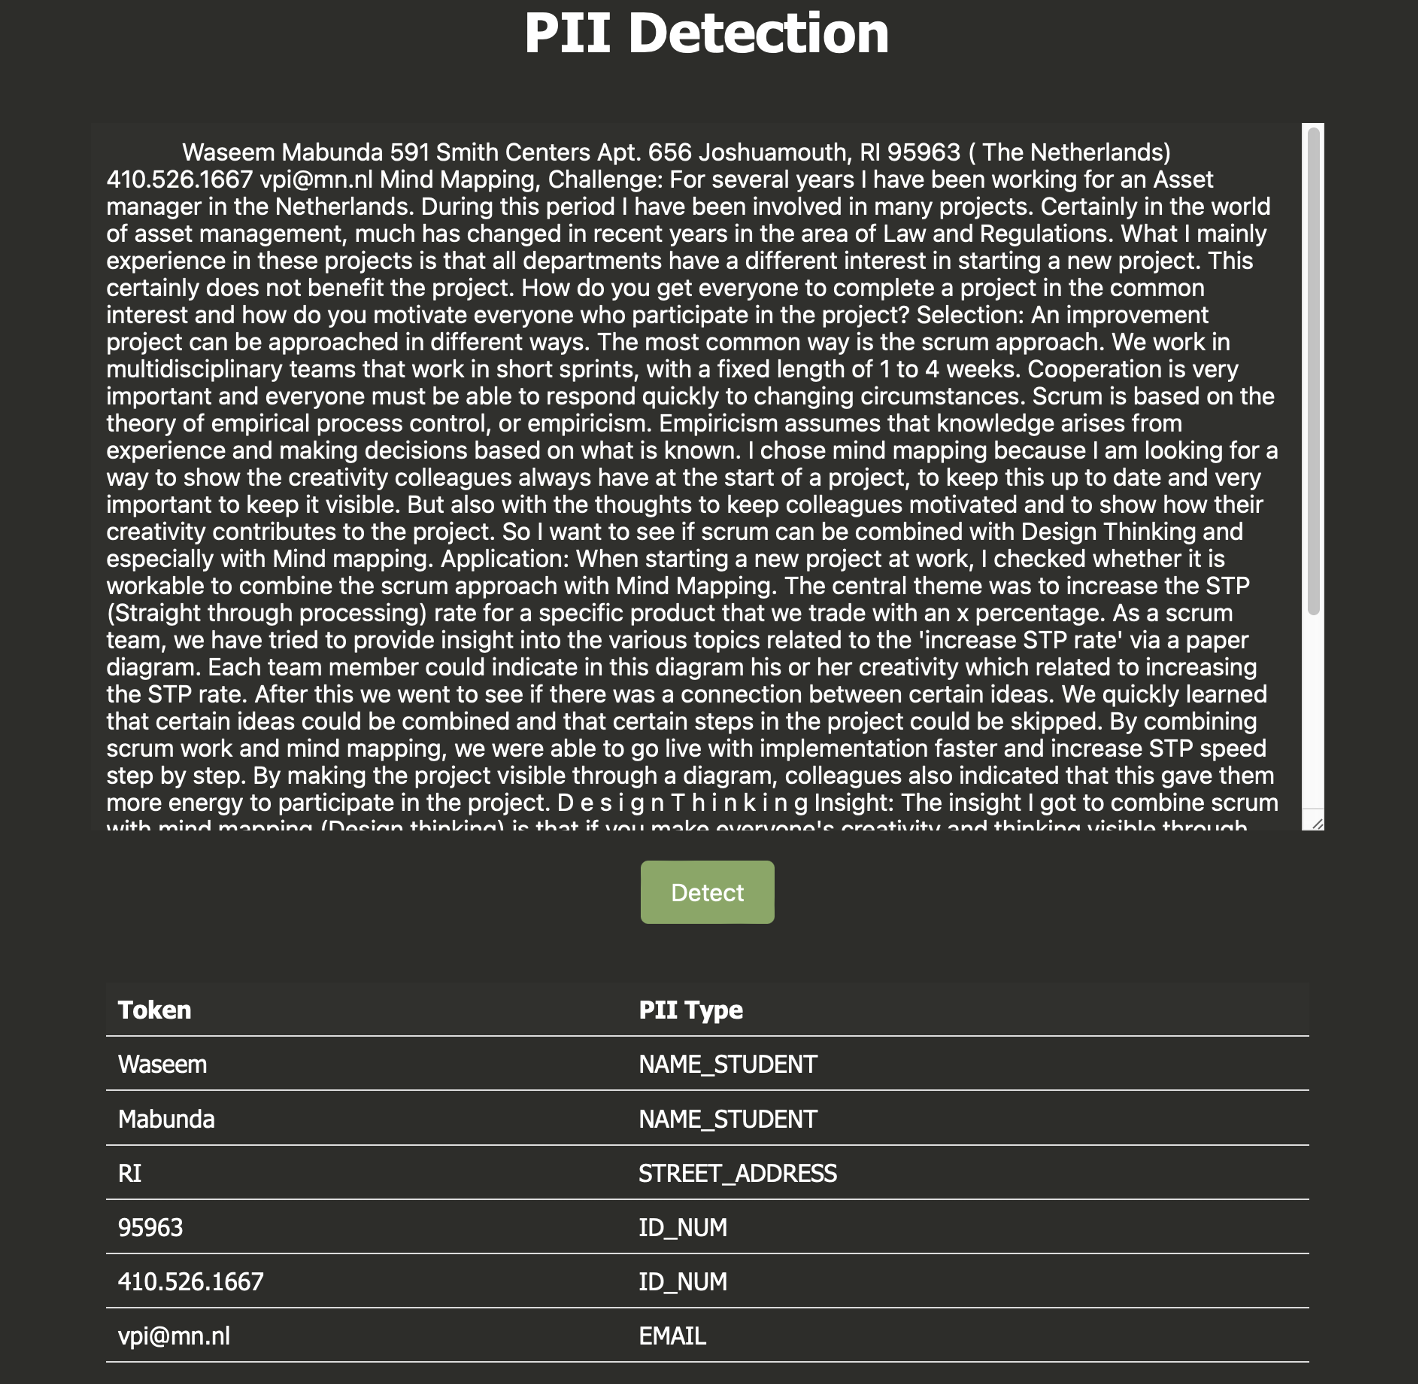 PII Detection
Waseem Mabunda 591 Smith Centers Apt. 656 Joshuamouth, RI 95963 ( The Netherlands)
410.526.1667 vpi@mn.nl Mind Mapping, Challenge: For several years I have been working for an Asset
manager in the Netherlands. During this period I have been involved in many projects. Certainly in the world
of asset management, much has changed in recent years in the area of Law and Regulations. What I mainly
experience in these projects is that all departments have a different interest in starting a new project. This
certainly does not benefit the project. How do you get everyone to complete a project in the common
interest and how do you motivate everyone who participate in the project? Selection: An improvement
project can be approached in different ways. The most common way is the scrum approach. We work in
multidisciplinary teams that work in short sprints, with a fixed length of 1 to 4 weeks. Cooperation is very
important and everyone must be able to respond quickly to changing circumstances. Scrum is based on the
theory of empirical process control, or empiricism. Empiricism assumes that knowledge arises from
experience and making decisions based on what is known. I chose mind mapping because I am looking for a
way to show the creativity colleagues always have at the start of a project, to keep this up to date and very
important to keep it visible. But also with the thoughts to keep colleagues motivated and to show how their
creativity contributes to the project. So I want to see if scrum can be combined with Design Thinking and
especially with Mind mapping. Application: When starting a new project at work, I checked whether it is
workable to combine the scrum approach with Mind Mapping. The central theme was to increase the STP
(Straight through processing) rate for a specific product that we trade with an x percentage. As a scrum
team, we have tried to provide insight into the various topics related to the 'increase STP rate' via a paper
diagram. Each team member could indicate in this diagram his or her creativity which related to increasing
the STP rate. After this we went to see if there was a connection between certain ideas. We quickly learned
that certain ideas could be combined and that certain steps in the project could be skipped. By combining
scrum work and mind mapping, we were able to go live with implementation faster and increase STP speed
step by step. By making the project visible through a diagram, colleagues also indicated that this gave them
more energy to participate in the project. D e s i g n T h i n k i n g Insight: The insight I got to combine scrum
with mind mapping (Design thinking) is that if you make everyone's creativity and thinking visible through
Detect
Token PII Type
Waseem NAME_STUDENT
Mabunda NAME_STUDENT
RI STREET_ADDRESS
95963 ID_NUM
410.526.1667 ID_NUM
vpi@mn.nl EMAIL